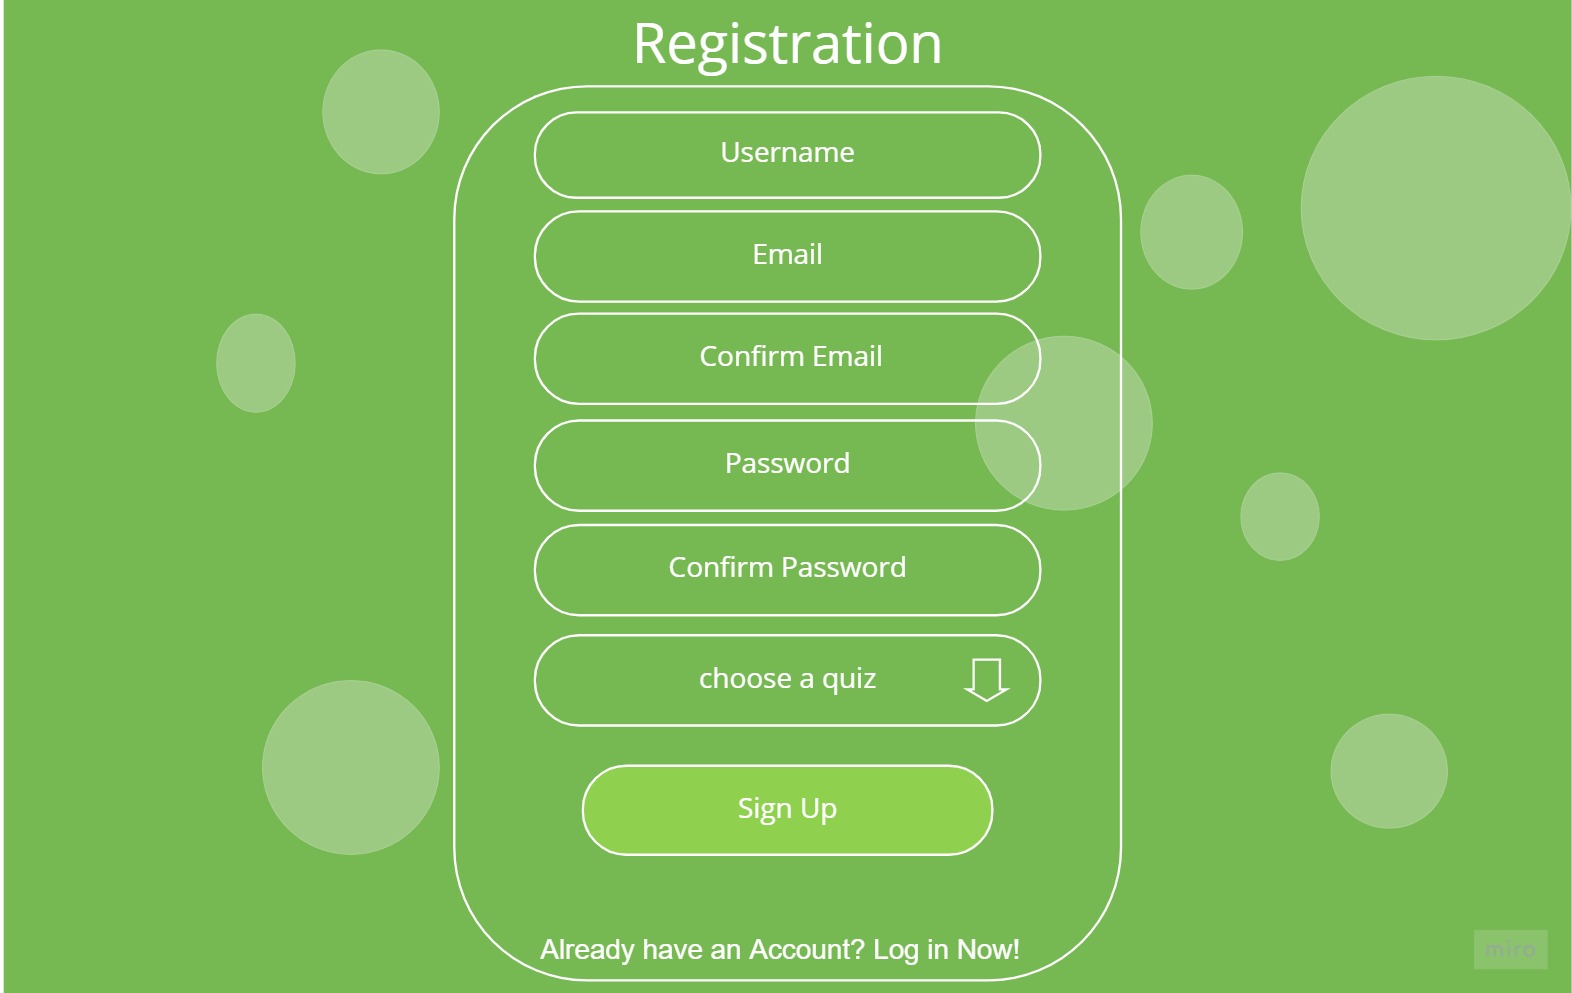 Registration
Username
Email
Confirm Email
Password
Confirm Password
choose a quiz
Sign Up
Already have an Account? Log in Now!
miro